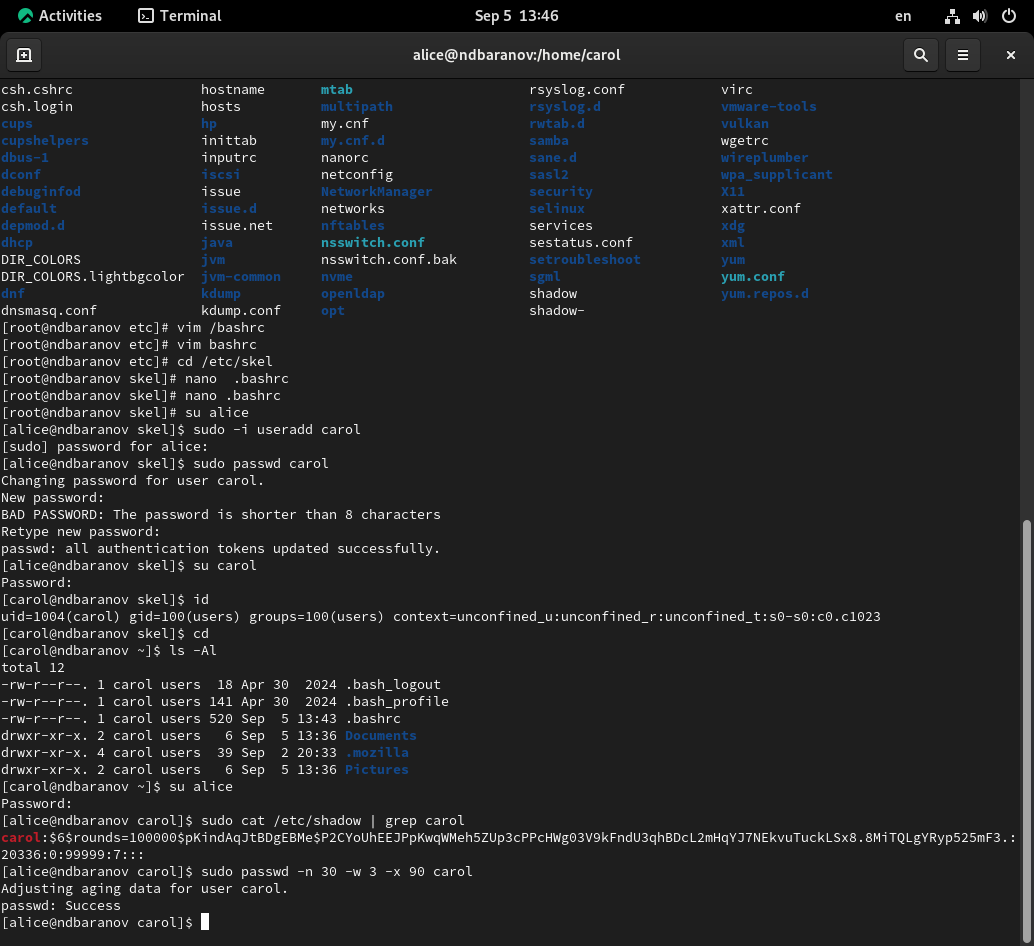 Activities Terminal Sep 5 13:46 en
alice@ndbaranov:/home/carol
csh.cshrc hostname mtab rsyslog.conf virc
csh.login hosts multipath rsyslog.d vmware-tools
cups hp my.cnf rwtab.d vulkan
cupshelpers inittab my.cnf.d samba wgetrc
dbus-1 inputrc nanorc sane.d wireplumber
dconf iscsi netconfig sasl2 wpa_supplicant
debuginfod issue NetworkManager security X11
default issue.d networks selinux xattr.conf
depmod.d issue.net nftables services xdg
dhcp java nsswitch.conf sestatus.conf xml
DIR_COLORS jvm nsswitch.conf.bak setroubleshoot yum
DIR_COLORS.lightbgcolor jvm-common nvme sgml yum.conf
dnf kdump openldap shadow yum.repos.d
dnsmasq.conf kdump.conf opt shadow-
[root@ndbaranov etc]# vim /bashrc
[root@ndbaranov etc]# vim bashrc
[root@ndbaranov etc]# cd /etc/skel
[root@ndbaranov skel]# nano  .bashrc
[root@ndbaranov skel]# nano .bashrc
[root@ndbaranov skel]# su alice
[alice@ndbaranov skel]$ sudo -i useradd carol
[sudo] password for alice:
[alice@ndbaranov skel]$ sudo passwd carol
Changing password for user carol.
New password:
BAD PASSWORD: The password is shorter than 8 characters
Retype new password:
passwd: all authentication tokens updated successfully.
[alice@ndbaranov skel]$ su carol
Password:
[carol@ndbaranov skel]$ id
uid=1004(carol) gid=100(users) groups=100(users) context=unconfined_u:unconfined_r:unconfined_t:s0-s0:c0.c1023
[carol@ndbaranov skel]$ cd
[carol@ndbaranov ~]$ ls -Al
total 12
-rw-r--r--. 1 carol users  18 Apr 30  2024 .bash_logout
-rw-r--r--. 1 carol users 141 Apr 30  2024 .bash_profile
-rw-r--r--. 1 carol users 520 Sep  5 13:43 .bashrc
drwxr-xr-x. 2 carol users   6 Sep  5 13:36 Documents
drwxr-xr-x. 4 carol users  39 Sep  2 20:33 .mozilla
drwxr-xr-x. 2 carol users   6 Sep  5 13:36 Pictures
[carol@ndbaranov ~]$ su alice
Password:
[alice@ndbaranov carol]$ sudo cat /etc/shadow | grep carol
carol:$6$rounds=100000$pKindAqJtBDgEBMe$P2CYoUhEEJPpKwqWMeh5ZUp3cPPcHWg03V9kFndU3qhBDcL2mHqYJ7NEkvuTuckLSx8.8MiTQLgYRyp525mF3.:
20336:0:99999:7:::
[alice@ndbaranov carol]$ sudo passwd -n 30 -w 3 -x 90 carol
Adjusting aging data for user carol.
passwd: Success
[alice@ndbaranov carol]$